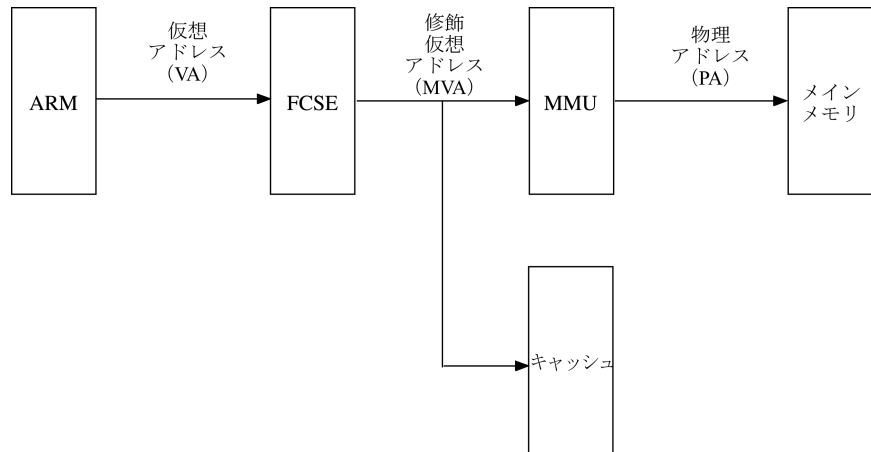 仮想
アドレス
（VA）
修飾
仮想
アドレス
（MVA）
物理
アドレス
（PA）
ARM
FCSE
MMU
メイン
メモリ
キャッシュ